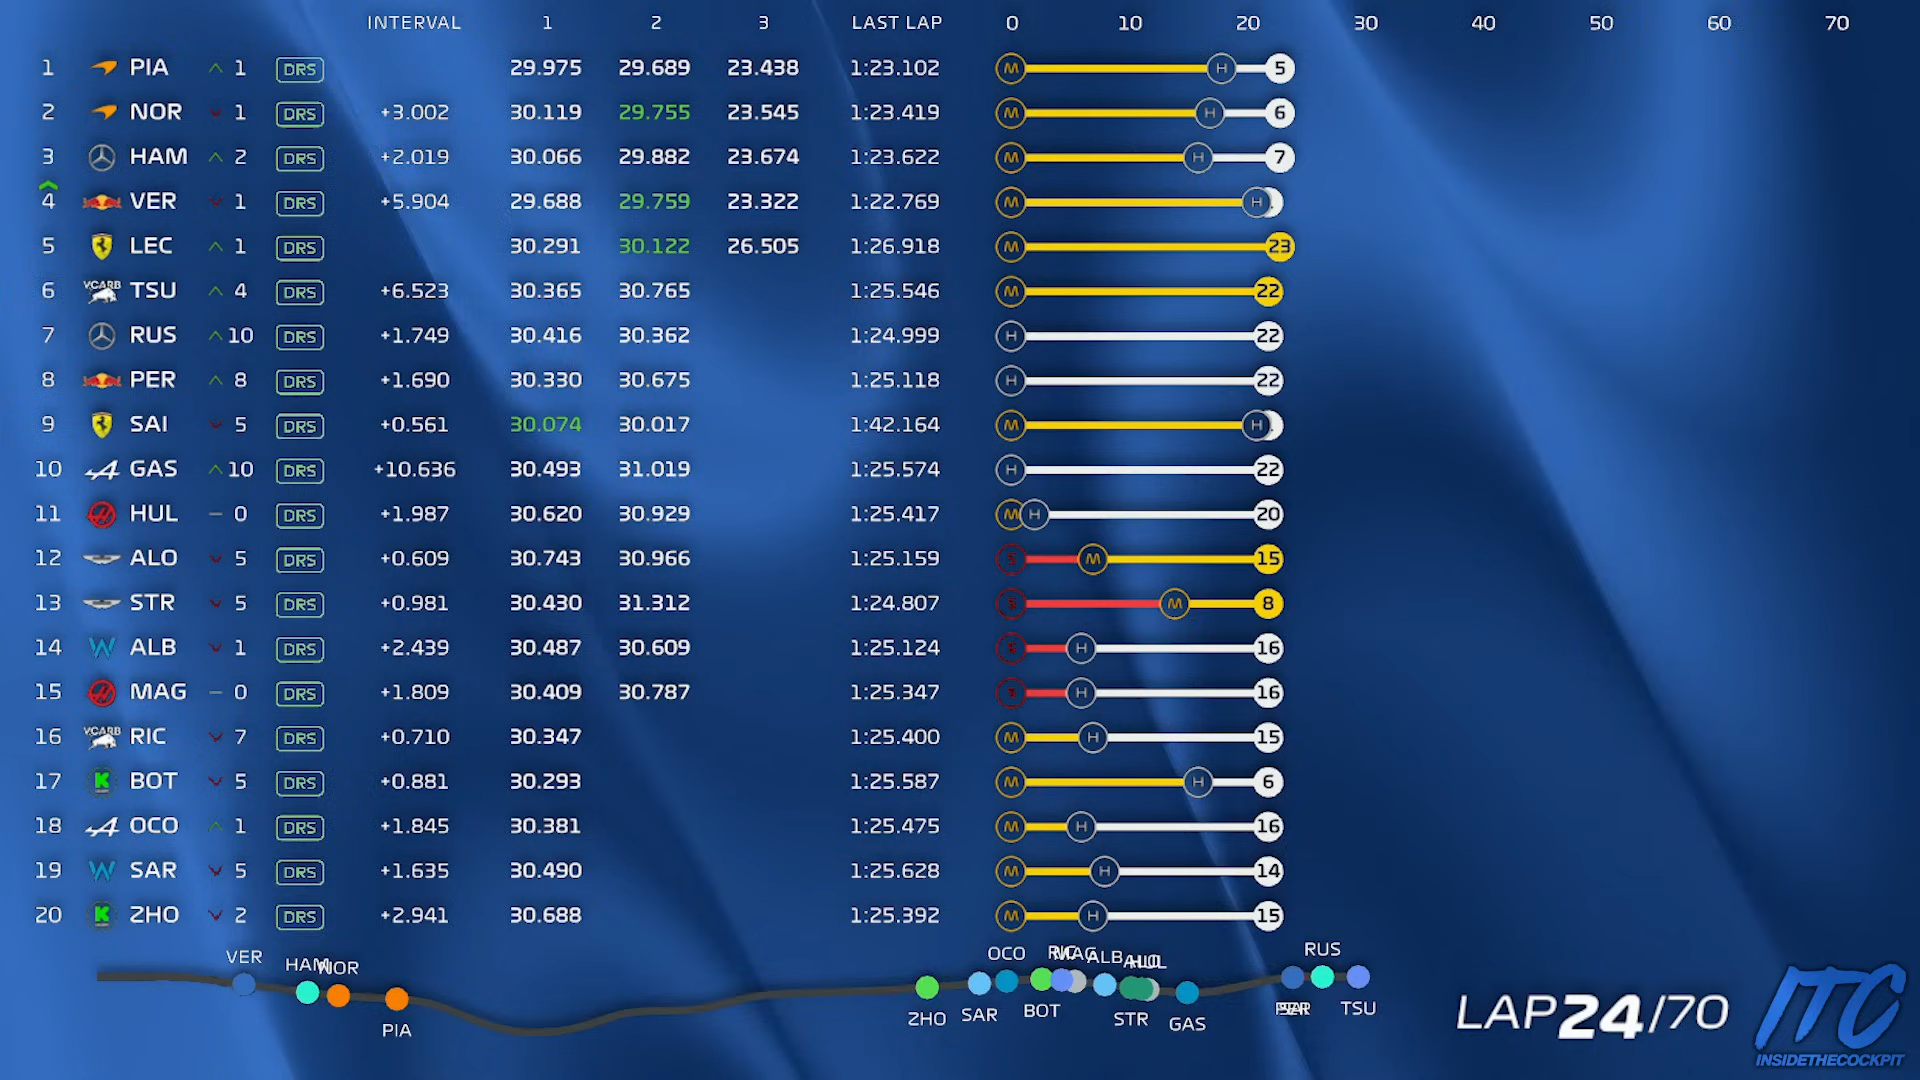 INTERVAL 1 2 3 LAST LAP 0 10 20 30 40 50 60 70
1 PIA 1 DRS 29.975 29.689 23.438 1:23.102 M H 5
2 NOR 1 DRS +3.002 30.119 29.755 23.545 1:23.419 M H 6
3 HAM 2 DRS +2.019 30.066 29.882 23.674 1:23.622 M H 7
4 VER 1 DRS +5.904 29.688 29.759 23.322 1:22.769 M H
5 LEC 1 DRS 30.291 30.122 26.505 1:26.918 M 23
6 VCARB TSU 4 DRS +6.523 30.365 30.765 1:25.546 M 22
7 RUS 10 DRS +1.749 30.416 30.362 1:24.999 H 22
8 PER 8 DRS +1.690 30.330 30.675 1:25.118 H 22
9 SAI 5 DRS +0.561 30.074 30.017 1:42.164 M H
10 GAS 10 DRS +10.636 30.493 31.019 1:25.574 H 22
11 HUL 0 DRS +1.987 30.620 30.929 1:25.417 M H 20
12 ALO 5 DRS +0.609 30.743 30.966 1:25.159 S M 15
13 STR 5 DRS +0.981 30.430 31.312 1:24.807 S M 8
14 ALB 1 DRS +2.439 30.487 30.609 1:25.124 S H 16
15 MAG 0 DRS +1.809 30.409 30.787 1:25.347 S H 16
16 VCARB RIC 7 DRS +0.710 30.347 1:25.400 M H 15
17 K BOT 5 DRS +0.881 30.293 1:25.587 M H 6
18 OCO 1 DRS +1.845 30.381 1:25.475 M H 16
19 SAR 5 DRS +1.635 30.490 1:25.628 M H 14
20 K ZHO 2 DRS +2.941 30.688 1:25.392 M H 15
VER HAM NOR OCO RIC MAG ALB ALO HUL RUS
PIA ZHO SAR BOT STR GAS TSU
LAP 24/70
ITC
INSIDETHECOCKPIT